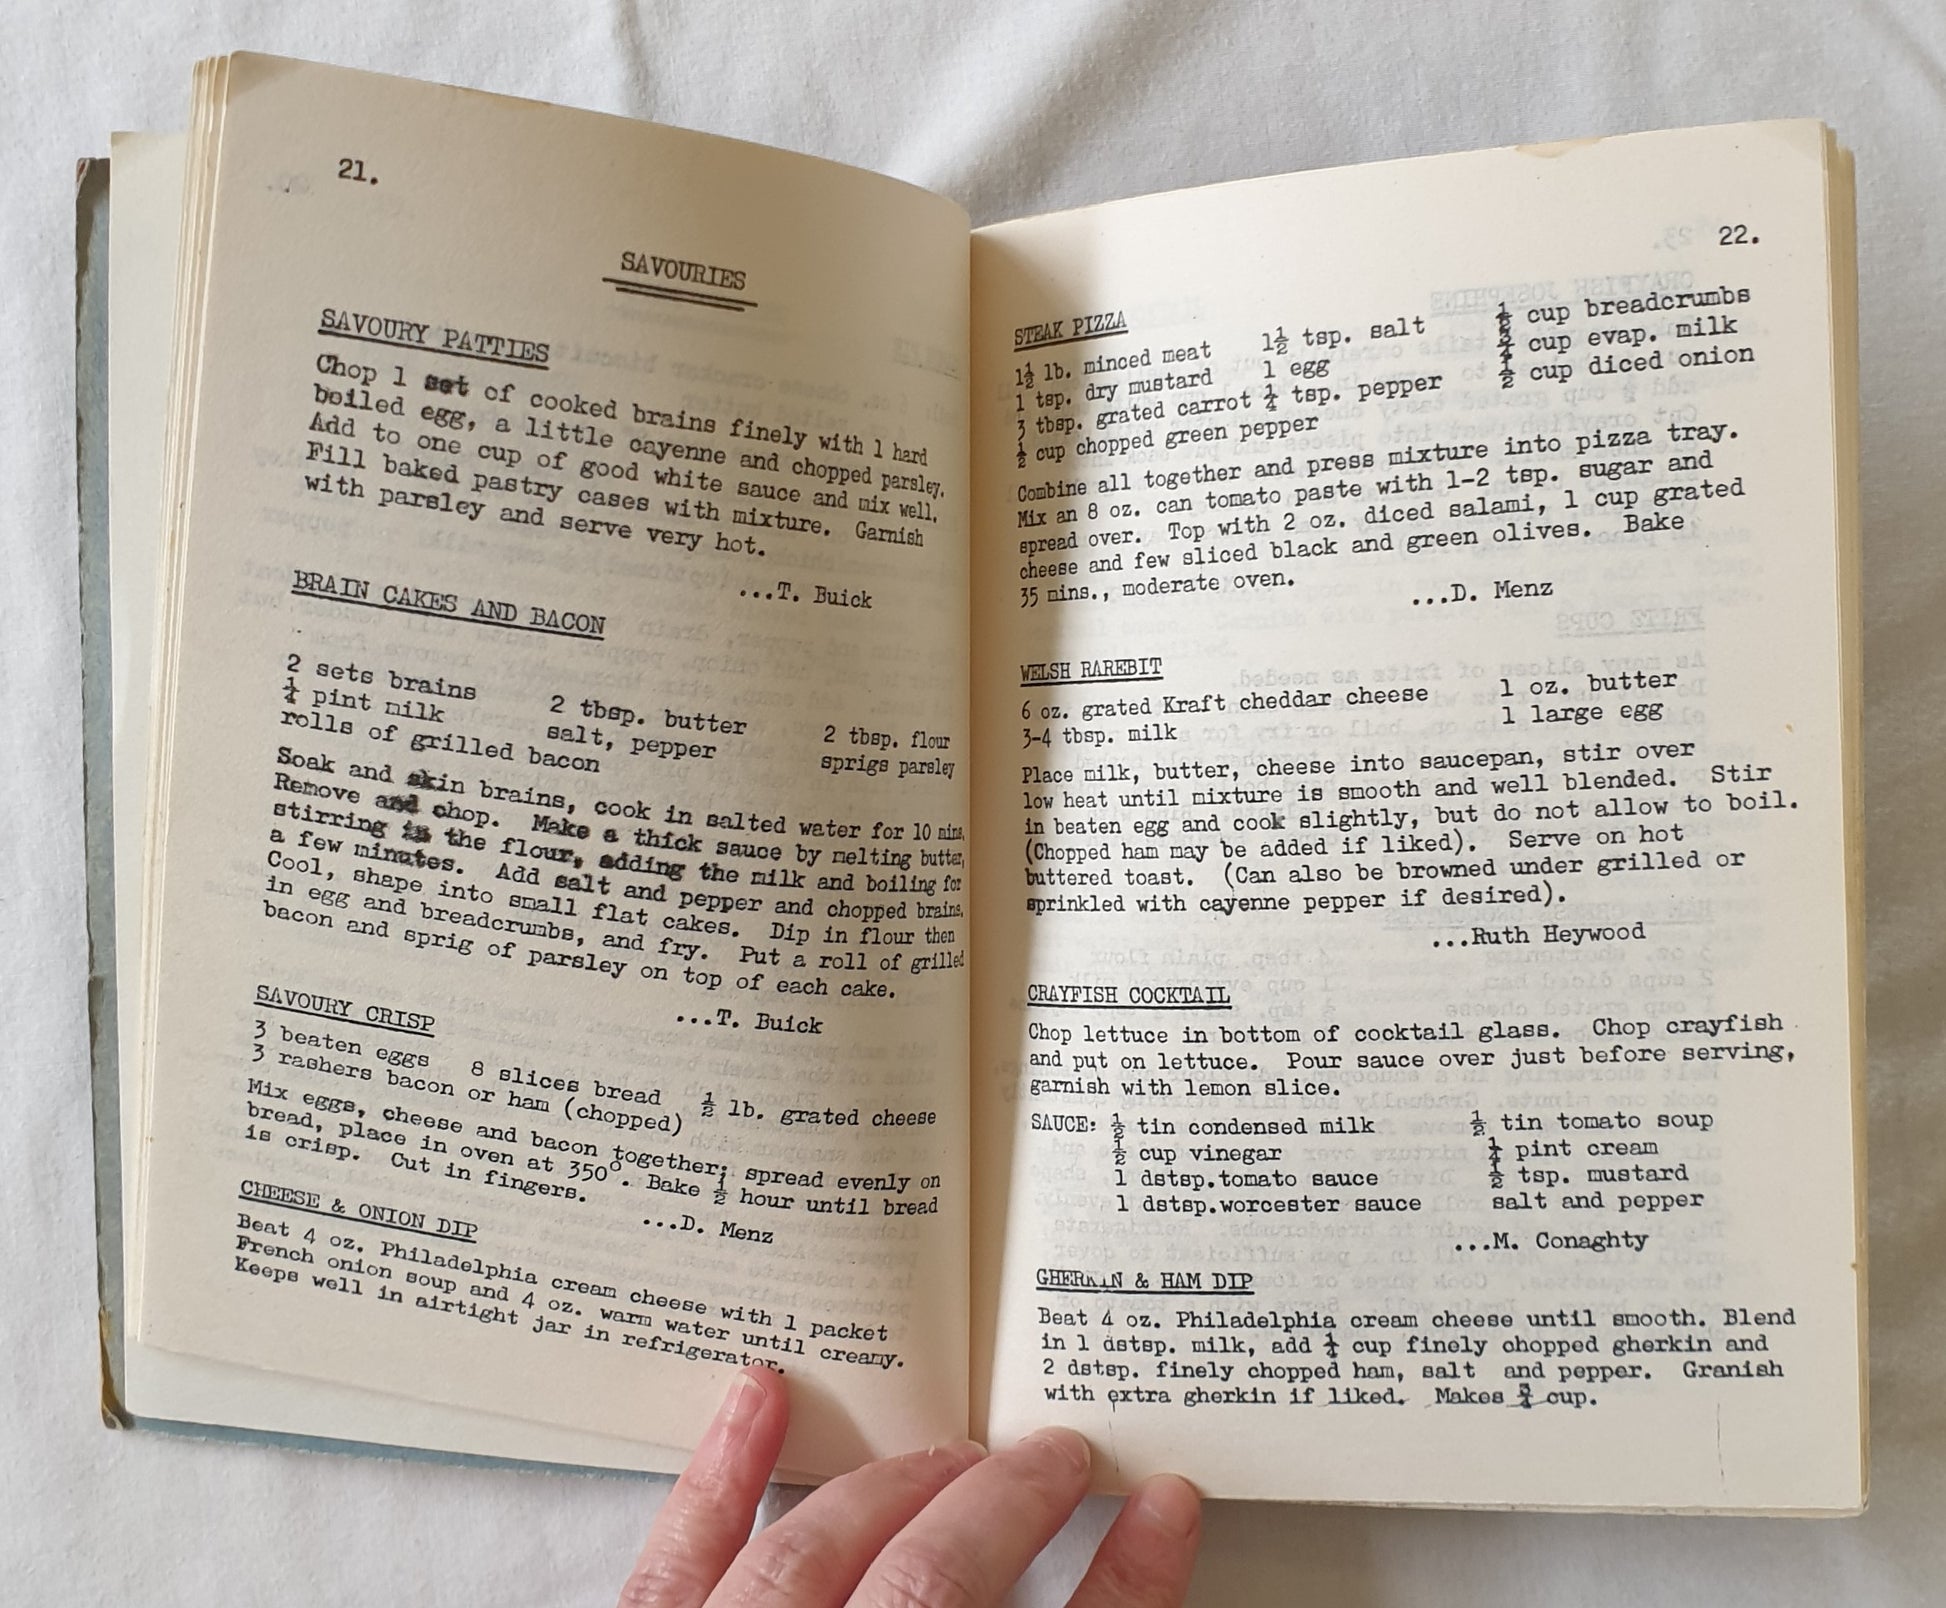 21.
SAVOURIES
SAVOURY PATTIES
Chop 1 set of cooked brains finely with 1 hard
boiled egg, a little cayenne and chopped parsley.
Add to one cup of good white sauce and mix well.
Fill baked pastry cases with mixture. Garnish
with parsley and serve very hot.
...T. Buick
BRAIN CAKES AND BACON
2 sets brains 2 tbsp. butter 2 tbsp. flour
¼ pint milk salt, pepper sprigs parsley
rolls of grilled bacon
Soak and skin brains, cook in salted water for 10 mins.
Remove and chop. Make a thick sauce by melting butter,
stirring in the flour, adding the milk and boiling for
a few minutes. Add salt and pepper and chopped brains.
Cool, shape into small flat cakes. Dip in flour then
in egg and breadcrumbs, and fry. Put a roll of grilled
bacon and sprig of parsley on top of each cake.
...T. Buick
SAVOURY CRISP
3 beaten eggs 8 slices bread ½ lb. grated cheese
3 rashers bacon or ham (chopped)
Mix eggs, cheese and bacon together; spread evenly on
bread, place in oven at 350°. Bake ½ hour until bread
is crisp. Cut in fingers.
...D. Menz
CHEESE & ONION DIP
Beat 4 oz. Philadelphia cream cheese with 1 packet
French onion soup and 4 oz. warm water until creamy.
Keeps well in airtight jar in refrigerator.
22.
STEAK PIZZA
1½ lb. minced meat 1½ tsp. salt ½ cup breadcrumbs
1 tsp. dry mustard 1 egg ¾ cup evap. milk
3 tbsp. grated carrot ¼ tsp. pepper ½ cup diced onion
½ cup chopped green pepper
Combine all together and press mixture into pizza tray.
Mix an 8 oz. can tomato paste with 1-2 tsp. sugar and
spread over. Top with 2 oz. diced salami, 1 cup grated
cheese and few sliced black and green olives. Bake
35 mins., moderate oven.
...D. Menz
WELSH RAREBIT
6 oz. grated Kraft cheddar cheese 1 oz. butter
3-4 tbsp. milk 1 large egg
Place milk, butter, cheese into saucepan, stir over
low heat until mixture is smooth and well blended. Stir
in beaten egg and cook slightly, but do not allow to boil.
(Chopped ham may be added if liked). Serve on hot
buttered toast. (Can also be browned under grilled or
sprinkled with cayenne pepper if desired).
...Ruth Heywood
CRAYFISH COCKTAIL
Chop lettuce in bottom of cocktail glass. Chop crayfish
and put on lettuce. Pour sauce over just before serving,
garnish with lemon slice.
SAUCE: ½ tin condensed milk ½ tin tomato soup
½ cup vinegar ¼ pint cream
1 dstsp.tomato sauce ½ tsp. mustard
1 dstsp.worcester sauce salt and pepper
...M. Conaghty
GHERKIN & HAM DIP
Beat 4 oz. Philadelphia cream cheese until smooth. Blend
in 1 dstsp. milk, add ¼ cup finely chopped gherkin and
2 dstsp. finely chopped ham, salt and pepper. Granish
with extra gherkin if liked. Makes ¾ cup.